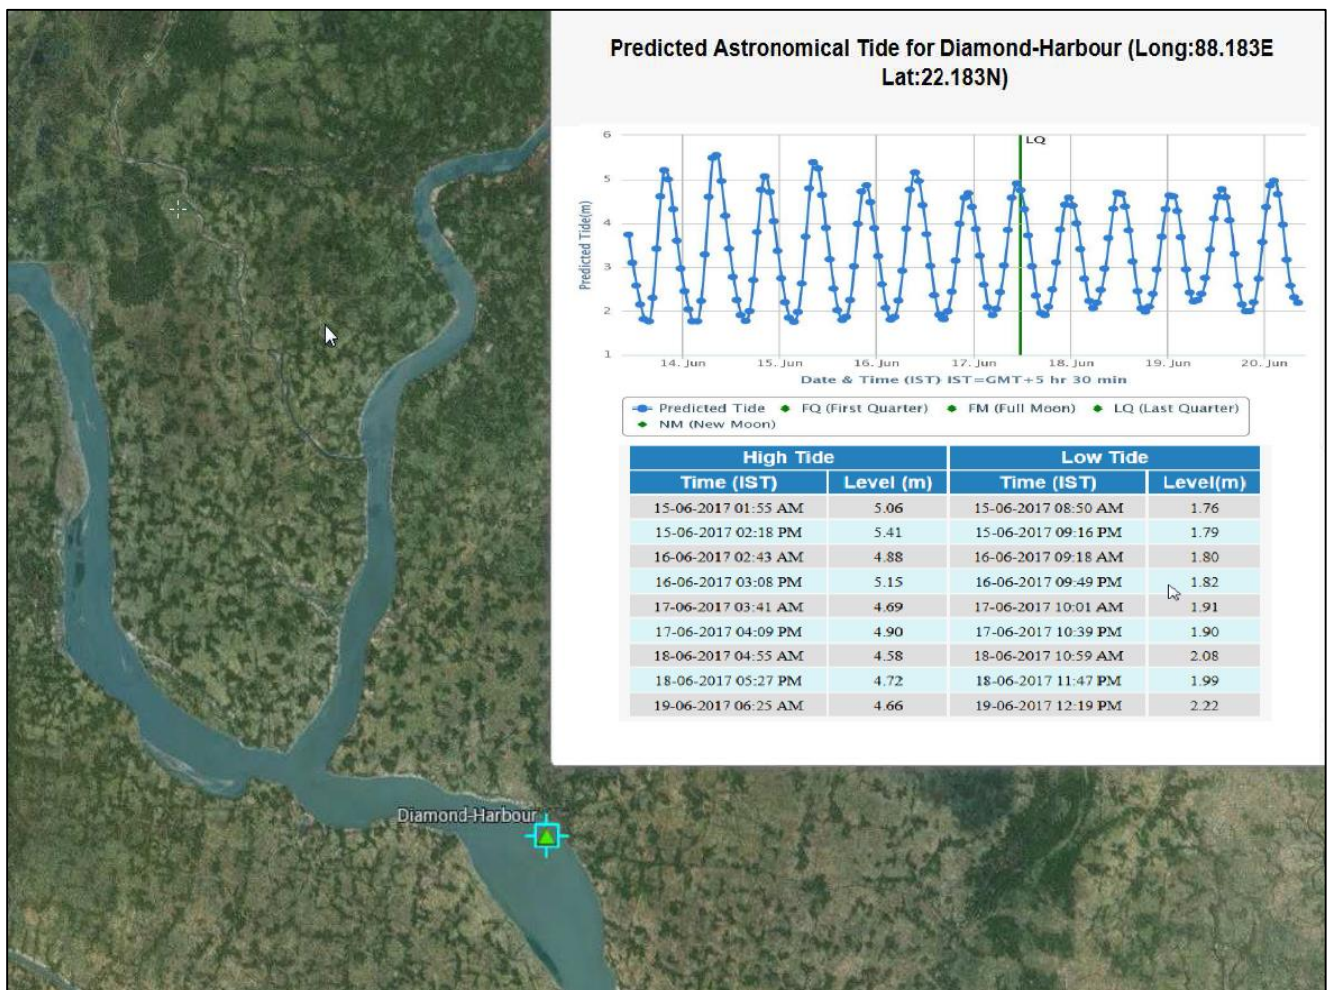 Predicted Astronomical Tide for Diamond-Harbour (Long:88.183E
Lat:22.183N)
6
LQ
5
4
3
2
1
Predicted Tide(m)
14. Jun 15. Jun 16. Jun 17. Jun 18. Jun 19. Jun 20. Jun
Date & Time (IST) IST=GMT+5 hr 30 min
Predicted Tide FQ (First Quarter) FM (Full Moon) LQ (Last Quarter)
NM (New Moon)
High Tide Low Tide
Time (IST) Level (m) Time (IST) Level(m)
15-06-2017 01:55 AM 5.06 15-06-2017 08:50 AM 1.76
15-06-2017 02:18 PM 5.41 15-06-2017 09:16 PM 1.79
16-06-2017 02:43 AM 4.88 16-06-2017 09:18 AM 1.80
16-06-2017 03:08 PM 5.15 16-06-2017 09:49 PM 1.82
17-06-2017 03:41 AM 4.69 17-06-2017 10:01 AM 1.91
17-06-2017 04:09 PM 4.90 17-06-2017 10:39 PM 1.90
18-06-2017 04:55 AM 4.58 18-06-2017 10:59 AM 2.08
18-06-2017 05:27 PM 4.72 18-06-2017 11:47 PM 1.99
19-06-2017 06:25 AM 4.66 19-06-2017 12:19 PM 2.22
Diamond-Harbour